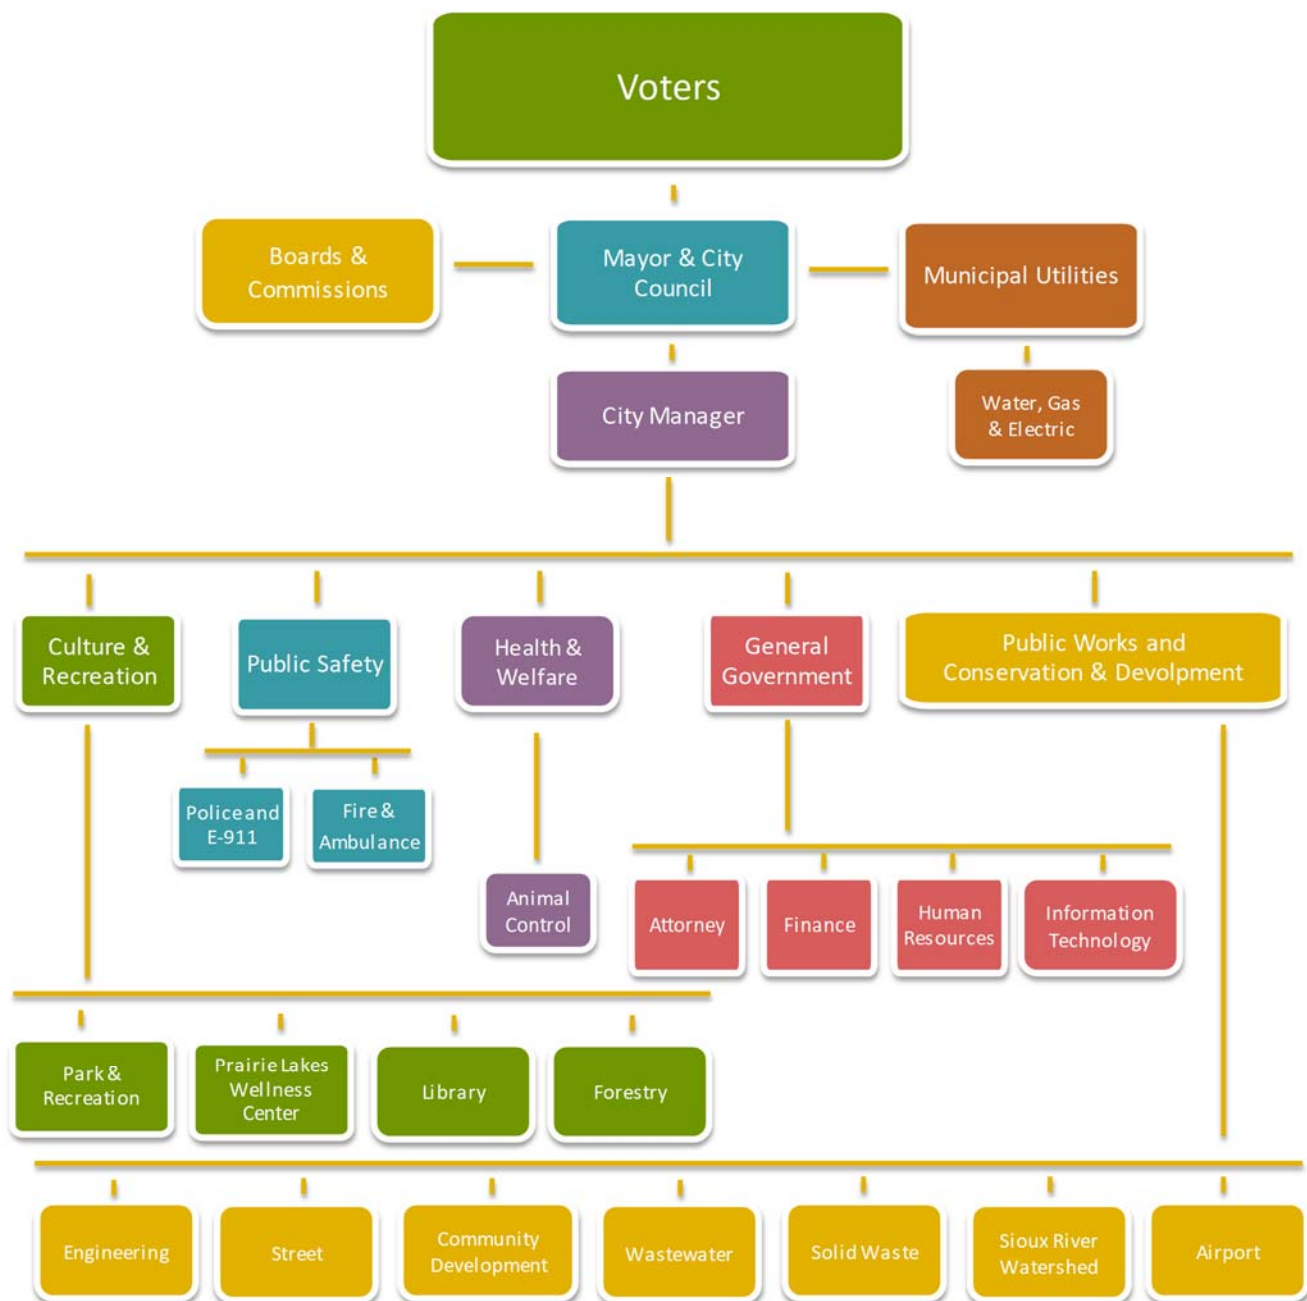 Voters
Boards &
Commissions
Mayor & City
Council
Municipal Utilities
City Manager
Water, Gas
& Electric
Culture &
Recreation
Public Safety
Health &
Welfare
General
Government
Public Works and
Conservation & Devolpment
Police and
E-911
Fire &
Ambulance
Animal
Control
Attorney
Finance
Human
Resources
Information
Technology
Park &
Recreation
Prairie Lakes
Wellness
Center
Library
Forestry
Engineering
Street
Community
Development
Wastewater
Solid Waste
Sioux River
Watershed
Airport